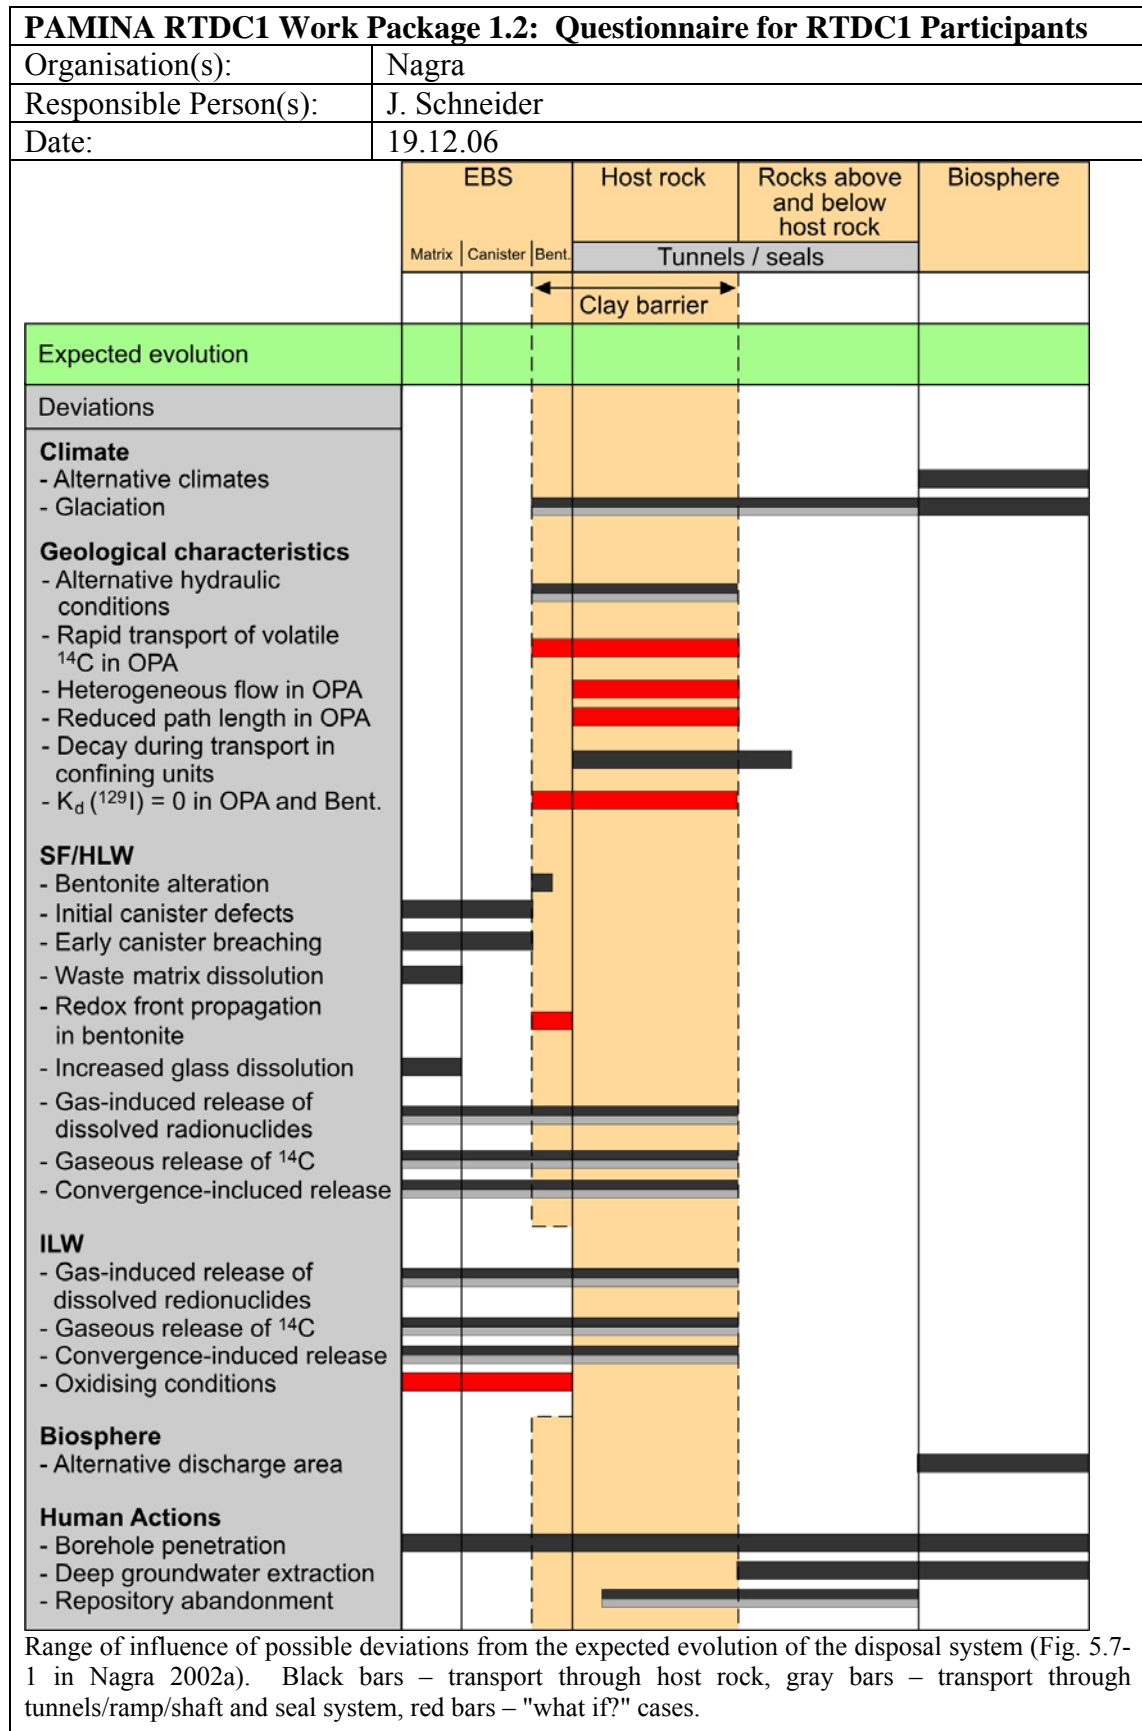 PAMINA RTDC1 Work Package 1.2: Questionnaire for RTDC1 Participants
Organisation(s): Nagra
Responsible Person(s): J. Schneider
Date: 19.12.06
EBS Host rock Rocks above and below host rock Biosphere
Matrix Canister Bent. Tunnels / seals
Clay barrier
Expected evolution
Deviations
Climate
- Alternative climates
- Glaciation
Geological characteristics
- Alternative hydraulic
conditions
- Rapid transport of volatile
14C in OPA
- Heterogeneous flow in OPA
- Reduced path length in OPA
- Decay during transport in
confining units
- Kd (129I) = 0 in OPA and Bent.
SF/HLW
- Bentonite alteration
- Initial canister defects
- Early canister breaching
- Waste matrix dissolution
- Redox front propagation
in bentonite
- Increased glass dissolution
- Gas-induced release of
dissolved radionuclides
- Gaseous release of 14C
- Convergence-incluced release
ILW
- Gas-induced release of
dissolved redionuclides
- Gaseous release of 14C
- Convergence-induced release
- Oxidising conditions
Biosphere
- Alternative discharge area
Human Actions
- Borehole penetration
- Deep groundwater extraction
- Repository abandonment
Range of influence of possible deviations from the expected evolution of the disposal system (Fig. 5.7-
1 in Nagra 2002a). Black bars – transport through host rock, gray bars – transport through
tunnels/ramp/shaft and seal system, red bars – "what if?" cases.